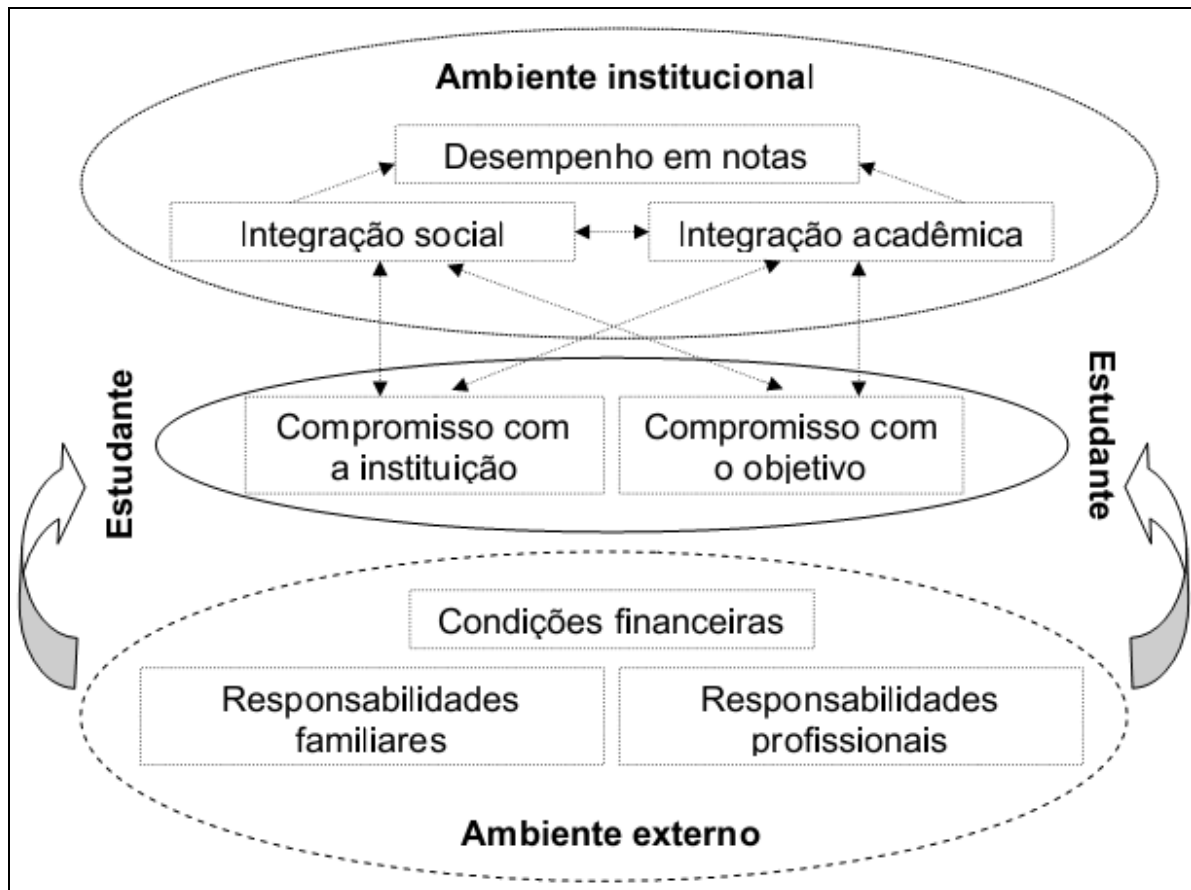 Ambiente institucional
Desempenho em notas
Integração social
Integração acadêmica
Estudante
Estudante
Compromisso com
a instituição
Compromisso com
o objetivo
Condições financeiras
Responsabilidades
familiares
Responsabilidades
profissionais
Ambiente externo